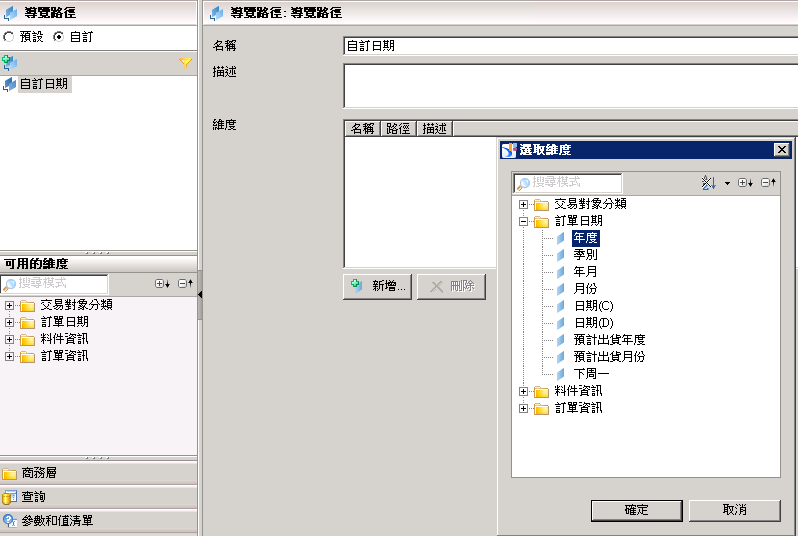 導覽路徑
預設 自訂
自訂日期
可用的維度
搜尋模式
交易對象分類
訂單日期
料件資訊
訂單資訊
商務層
查詢
參數和值清單
導覽路徑: 導覽路徑
名稱 自訂日期
描述
維度
名稱 路徑 描述
新增... 刪除
選取維度
搜尋模式
交易對象分類
訂單日期
年度
季別
年月
月份
日期(C)
日期(D)
預計出貨年度
預計出貨月份
下周一
料件資訊
訂單資訊
確定 取消